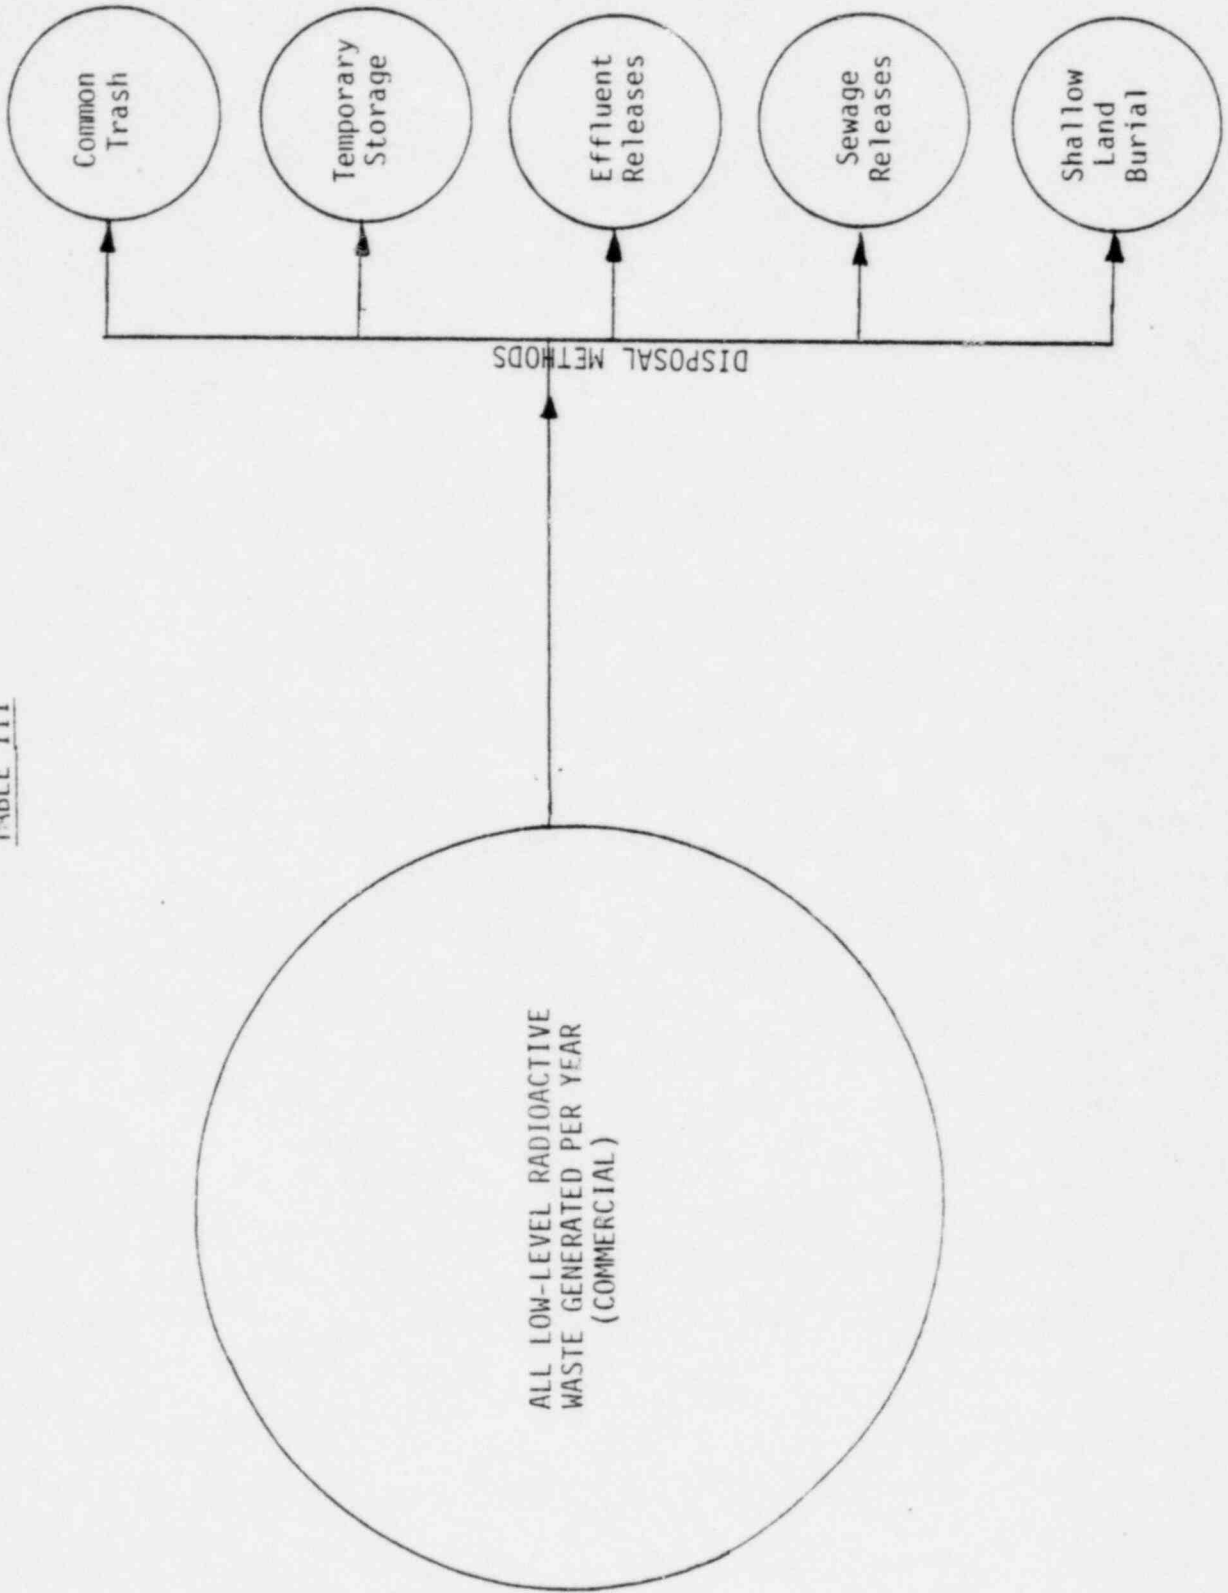 TABLE III
ALL LOW-LEVEL RADIOACTIVE
WASTE GENERATED PER YEAR
(COMMERCIAL)
DISPOSAL METHODS
Common
Trash
Temporary
Storage
Effluent
Releases
Sewage
Releases
Shallow
Land
Burial